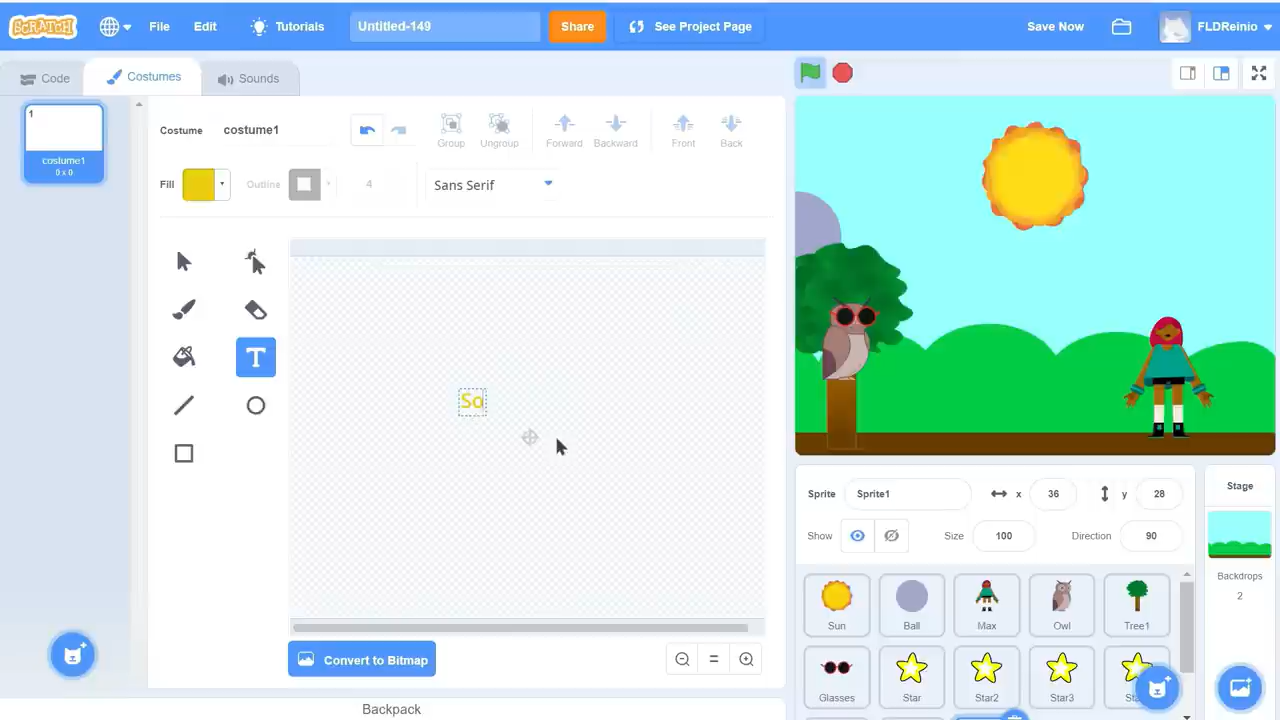 SCRATCH File Edit Tutorials Untitled-149 Share See Project Page Save Now FLDReinio
Code Costumes Sounds
1
costume1
0 x 0
Costume costume1 Group Ungroup Forward Backward Front Back
Fill Outline 4 Sans Serif
T
So
Convert to Bitmap
Backpack
Sprite Sprite1 x 36 y 28
Show Size 100 Direction 90
Sun Ball Max Owl Tree1
Glasses Star Star2 Star3
Stage
Backdrops
2